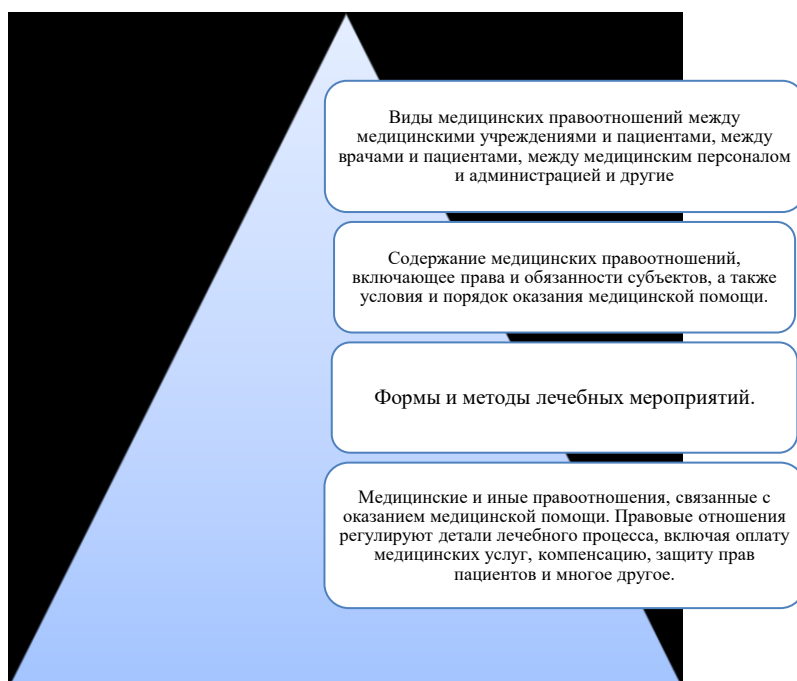 Виды медицинских правоотношений между
медицинскими учреждениями и пациентами, между
врачами и пациентами, между медицинским персоналом
и администрацией и другие
Содержание медицинских правоотношений,
включающее права и обязанности субъектов, а также
условия и порядок оказания медицинской помощи.
Формы и методы лечебных мероприятий.
Медицинские и иные правоотношения, связанные с
оказанием медицинской помощи. Правовые отношения
регулируют детали лечебного процесса, включая оплату
медицинских услуг, компенсацию, защиту прав
пациентов и многое другое.